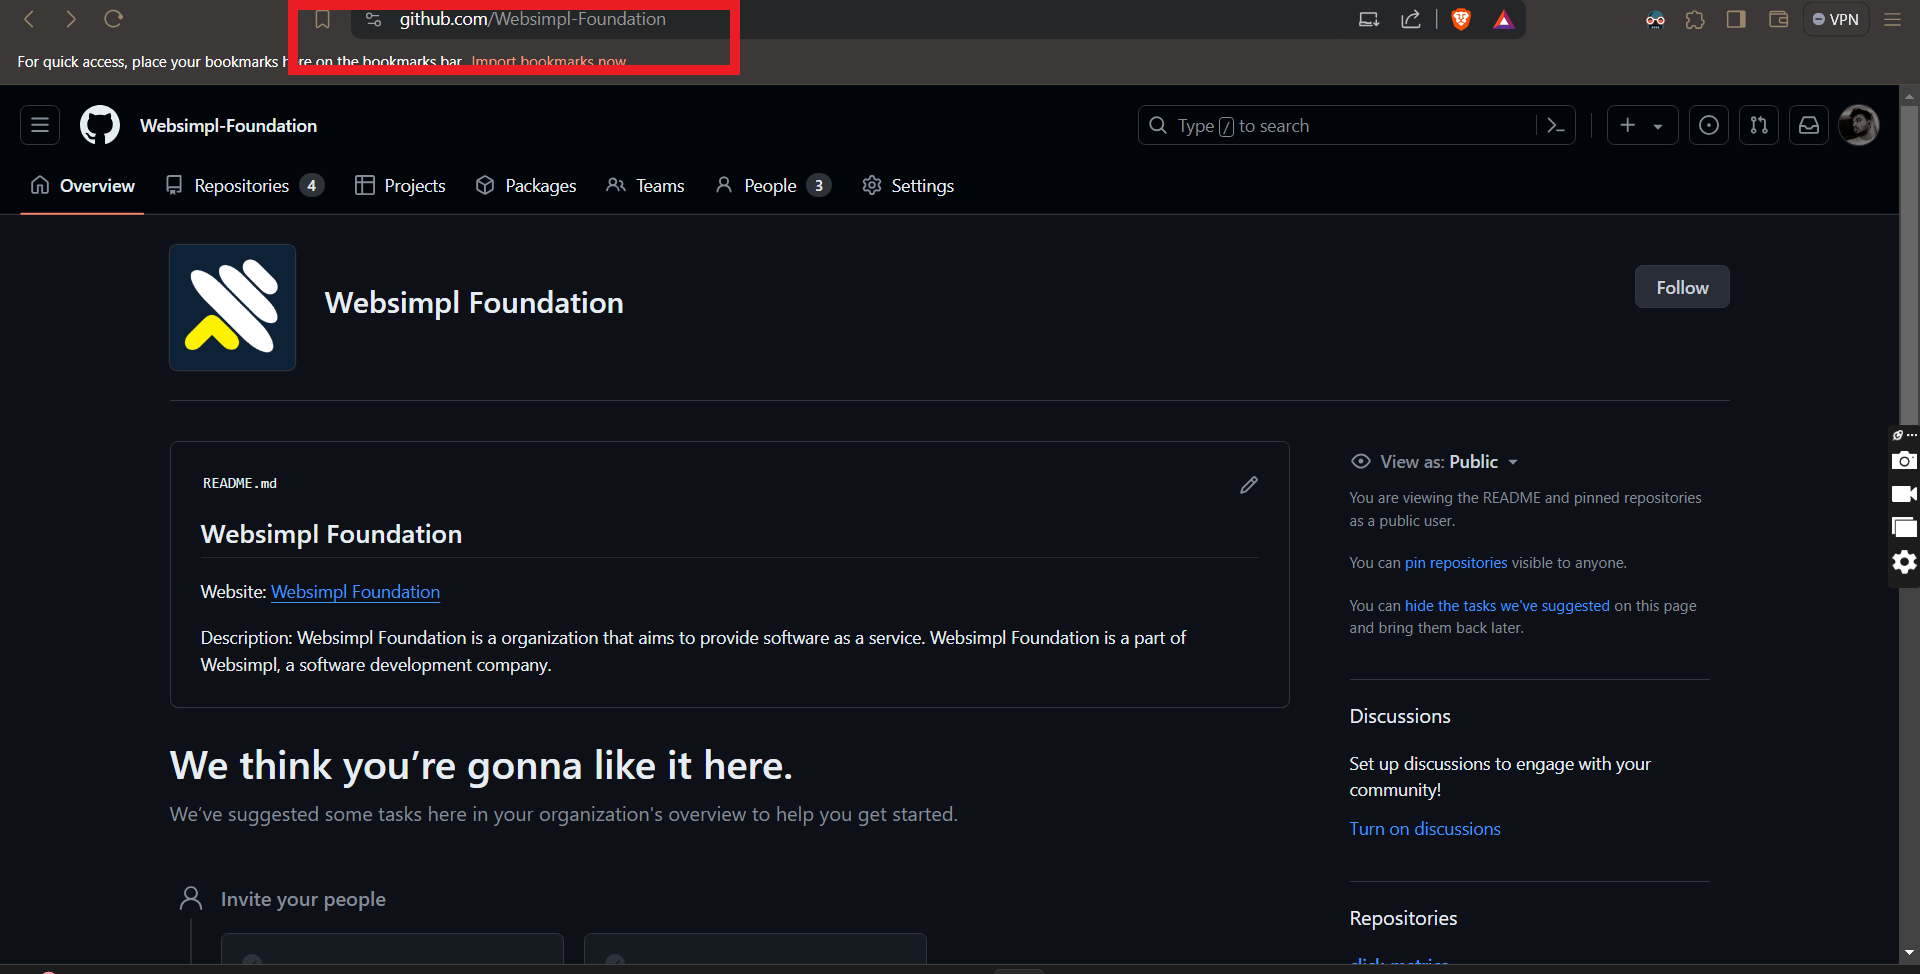 github.com/Websimpl-Foundation
VPN
For quick access, place your bookmarks here on the bookmarks bar. Import bookmarks now
Websimpl-Foundation
Type / to search
Overview
Repositories 4
Projects
Packages
Teams
People 3
Settings
Websimpl Foundation
Follow
README.md
Websimpl Foundation
Website: Websimpl Foundation
Description: Websimpl Foundation is a organization that aims to provide software as a service. Websimpl Foundation is a part of
Websimpl, a software development company.
We think you’re gonna like it here.
We’ve suggested some tasks here in your organization's overview to help you get started.
Invite your people
View as: Public
You are viewing the README and pinned repositories
as a public user.
You can pin repositories visible to anyone.
You can hide the tasks we've suggested on this page
and bring them back later.
Discussions
Set up discussions to engage with your
community!
Turn on discussions
Repositories
click-metrics